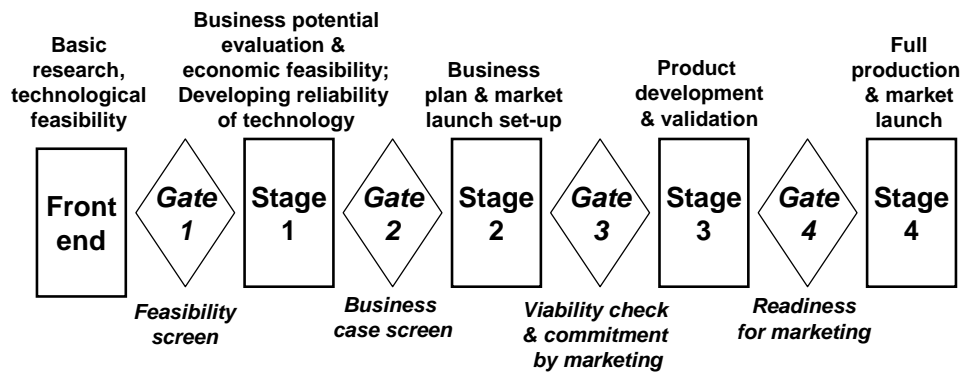 Basic
research,
technological
feasibility
Business potential
evaluation &
economic feasibility;
Developing reliability
of technology
Business
plan & market
launch set-up
Product
development
& validation
Full
production
& market
launch
Front
end
Gate
1
Stage
1
Gate
2
Stage
2
Gate
3
Stage
3
Gate
4
Stage
4
Feasibility
screen
Business
case screen
Viability check
& commitment
by marketing
Readiness
for marketing